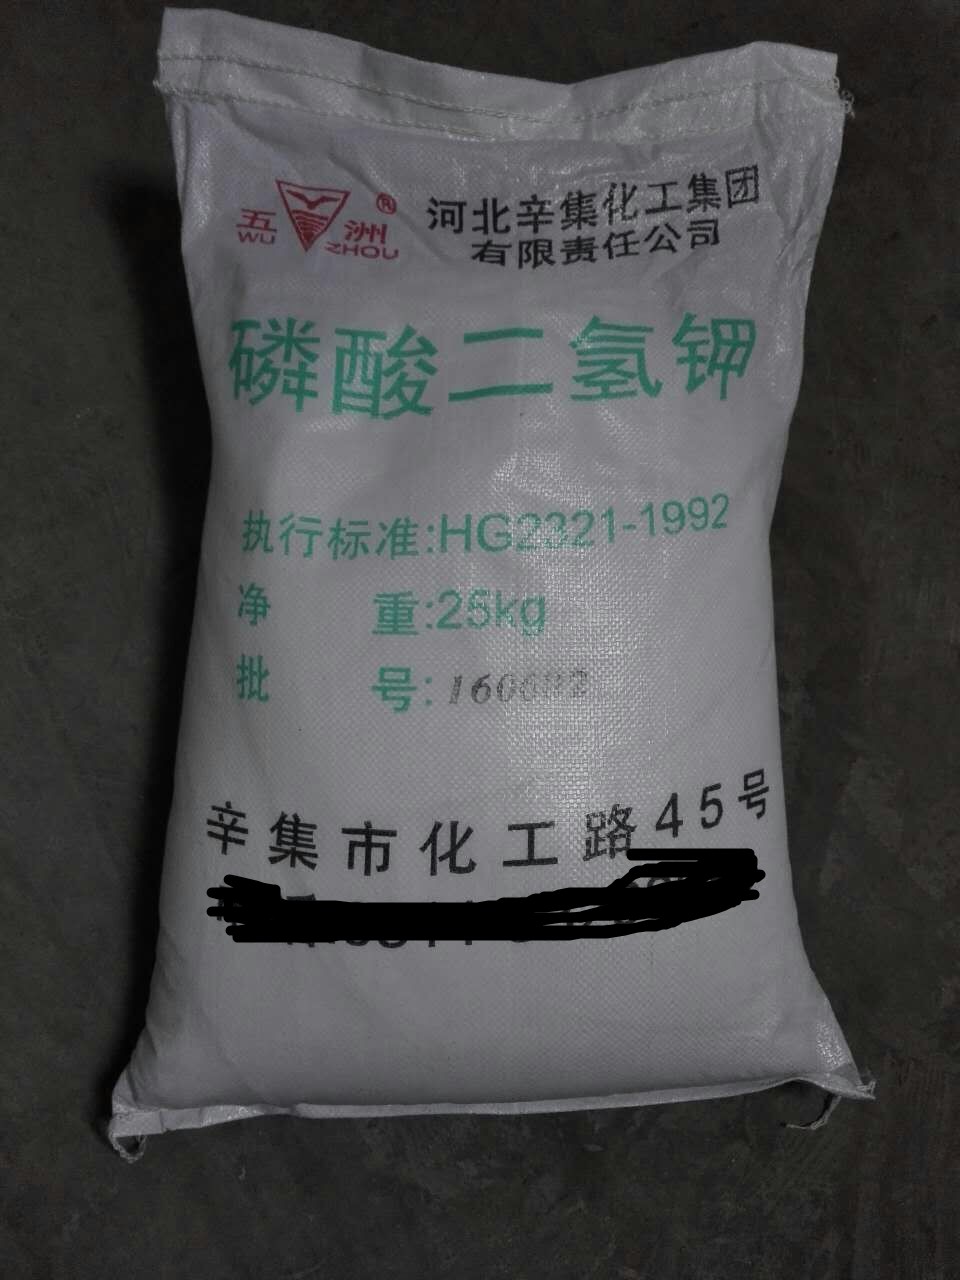 五洲®
WU ZHOU
河北辛集化工集团
有限责任公司
磷酸二氢钾
执行标准:HG2321-1992
净 重:25kg
批 号:
辛集市化工路45号